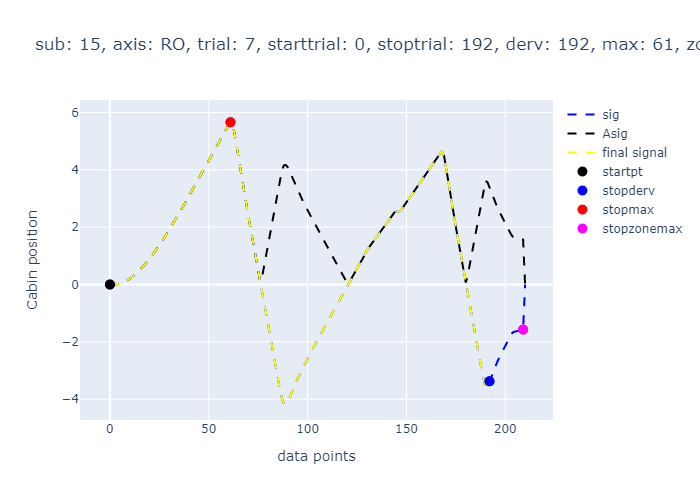 sub: 15, axis: RO, trial: 7, starttrial: 0, stoptrial: 192, derv: 192, max: 61, zo
6
4
2
0
−2
−4
Cabin position
0
50
100
150
200
data points
sig
Asig
final signal
startpt
stopderv
stopmax
stopzonemax